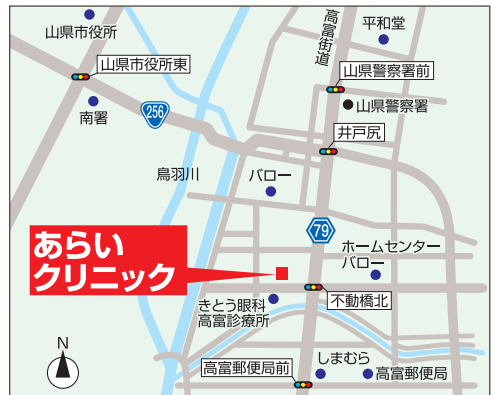 山県市役所
高富街道
平和堂
山県市役所東
山県警察署前
256
南署
山県警察署
井戸尻
鳥羽川
バロー
79
あらい
クリニック
ホームセンター
バロー
きとう眼科
高富診療所
不動橋北
N
高富郵便局前
しまむら
高富郵便局